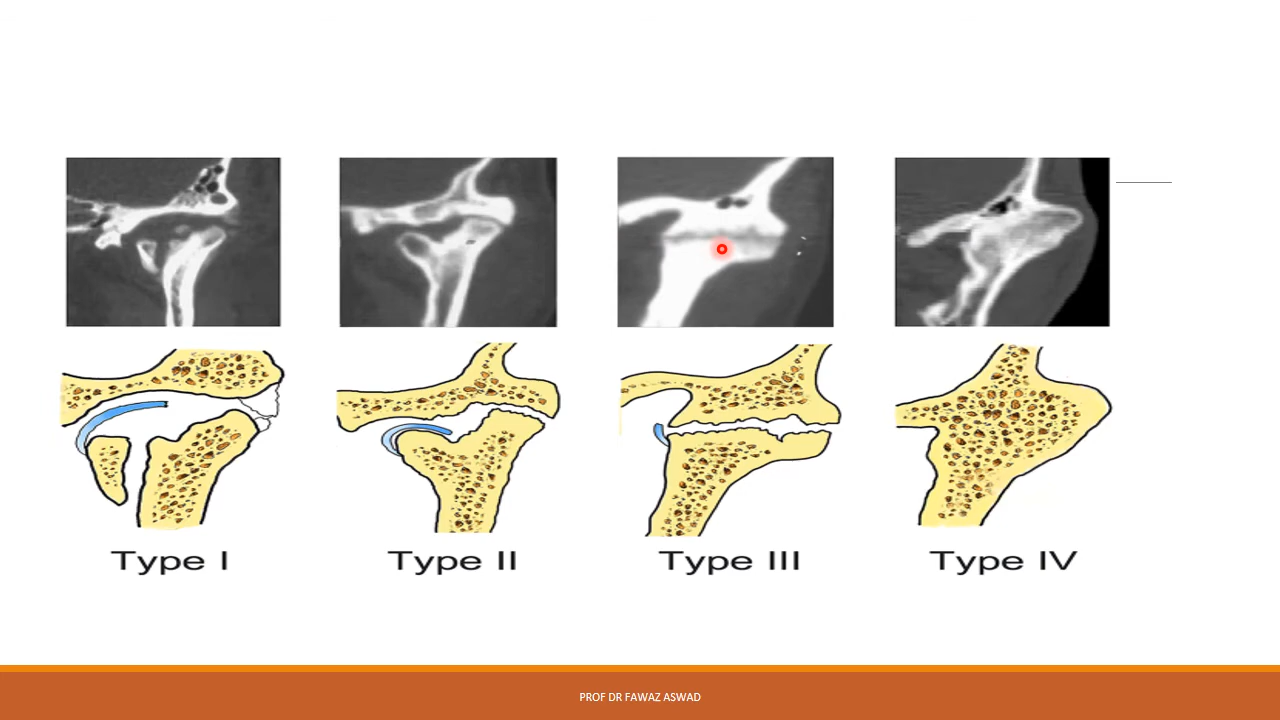 Type I
Type II
Type III
Type IV
PROF DR FAWAZ ASWAD